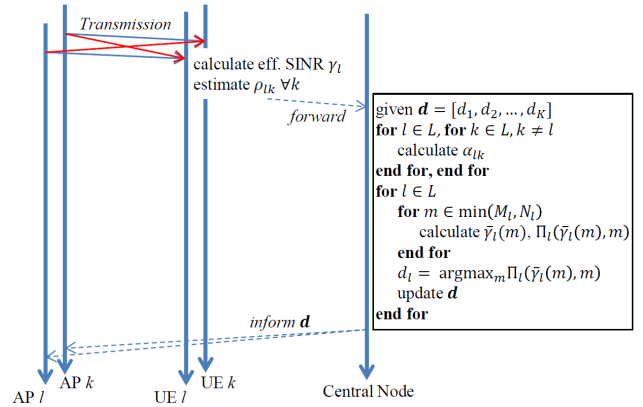 Transmission
calculate eff. SINR γ_l
estimate ρ_lk ∀k
forward
given d = [d_1, d_2, …, d_K]
for l ∈ L, for k ∈ L, k ≠ l
calculate α_lk
end for, end for
for l ∈ L
for m ∈ min(M_l, N_l)
calculate γ̄_l(m), Π_l(γ̄_l(m), m)
end for
d_l = argmax_m Π_l(γ̄_l(m), m)
update d
end for
inform d
AP l
AP k
UE l
UE k
Central Node